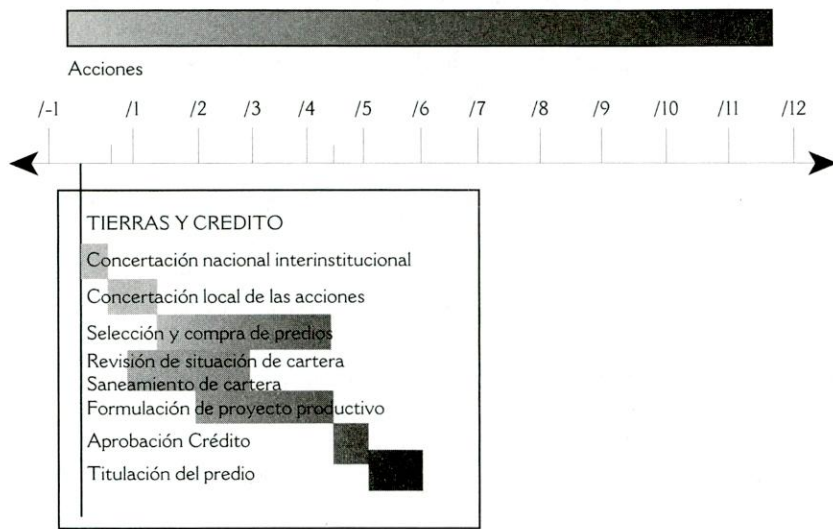 Acciones
/-1 /1 /2 /3 /4 /5 /6 /7 /8 /9 /10 /11 /12
TIERRAS Y CREDITO
Concertación nacional interinstitucional
Concertación local de las acciones
Selección y compra de predios
Revisión de situación de cartera
Saneamiento de cartera
Formulación de proyecto productivo
Aprobación Crédito
Titulación del predio